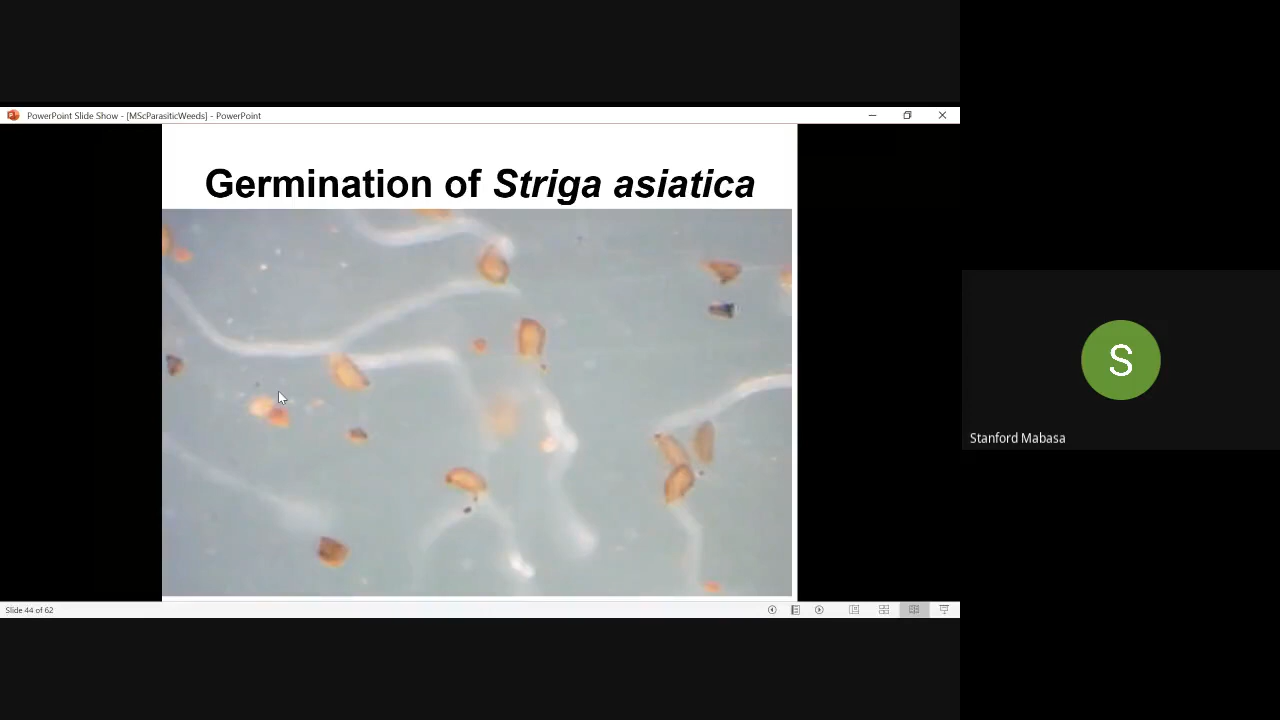 PowerPoint Slide Show - [MScParasiticWeeds] - PowerPoint
Germination of Striga asiatica
S
Stanford Mabasa
Slide 44 of 62